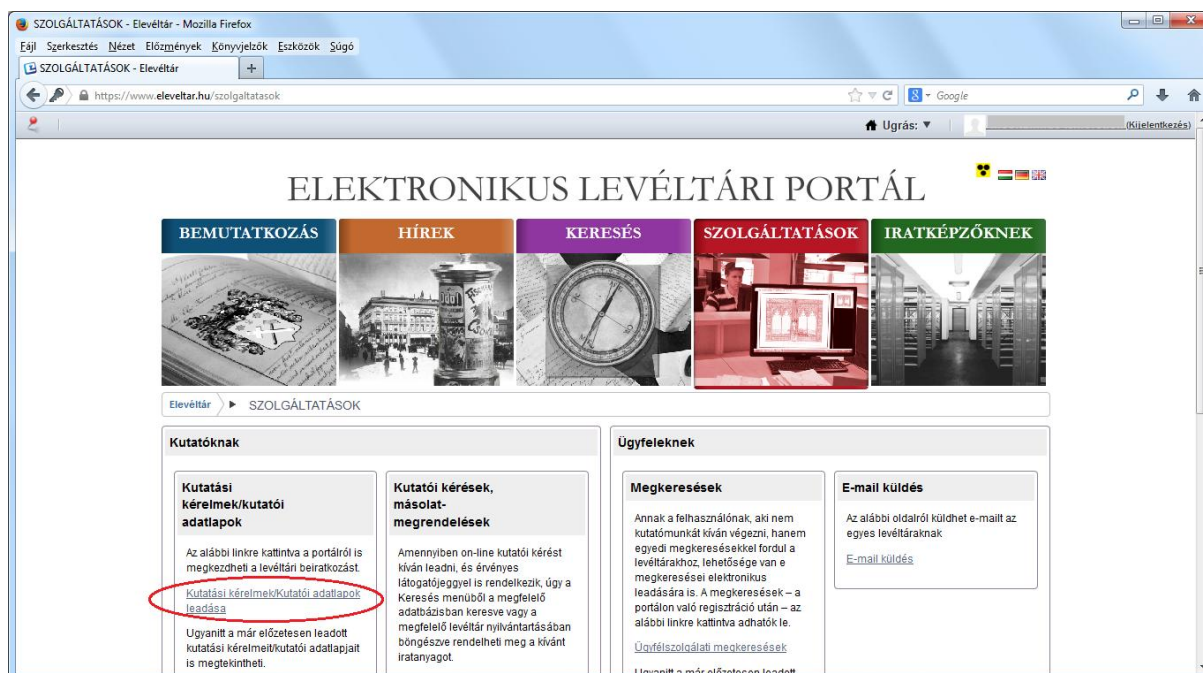 SZOLGÁLTATÁSOK - Elevéltár - Mozilla Firefox
Fájl Szerkesztés Nézet Előzmények Könyvjelzők Eszközök Súgó
SZOLGÁLTATÁSOK - Elevéltár
https://www.eleveltar.hu/szolgaltatasok
Google
Ugrás:
(Kijelentkezés)
ELEKTRONIKUS LEVÉLTÁRI PORTÁL
BEMUTATKOZÁS
HÍREK
KERESÉS
SZOLGÁLTATÁSOK
IRATKÉPZŐKNEK
Elevéltár
SZOLGÁLTATÁSOK
Kutatóknak
Kutatási
kérelmek/kutatói
adatlapok
Az alábbi linkre kattintva a portálról is
megkezdheti a levéltári beiratkozást.
Kutatási kérelmek/Kutatói adatlapok
leadása
Ugyanitt a már előzetesen leadott
kutatási kérelmeit/kutatói adatlapjait
is megtekintheti.
Kutatói kérések,
másolat-
megrendelések
Amennyiben on-line kutatói kérést
kíván leadni, és érvényes
látogatójeggyel is rendelkezik, úgy a
Keresés menüből a megfelelő
adatbázisban keresve vagy a
megfelelő levéltár nyilvántartásában
böngészve rendelheti meg a kívánt
iratanyagot.
Ügyfeleknek
Megkeresések
Annak a felhasználónak, aki nem
kutatómunkát kíván végezni, hanem
egyedi megkeresésekkel fordul a
levéltárakhoz, lehetősége van e
megkeresései elektronikus
leadására is. A megkeresések – a
portálon való regisztráció után – az
alábbi linkre kattintva adhatók le.
Ügyfélszolgálati megkeresések
Ugyanitt a már előzetesen leadott
E-mail küldés
Az alábbi oldalról küldhet e-mailt az
egyes levéltáraknak
E-mail küldés